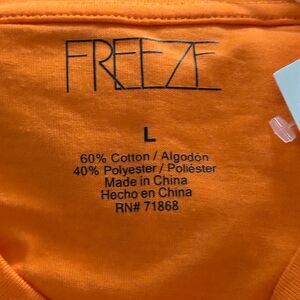 FREEZE
L
60% Cotton / Algodón
40% Polyester / Poliéster
Made in China
Hecho en China
RN# 71868